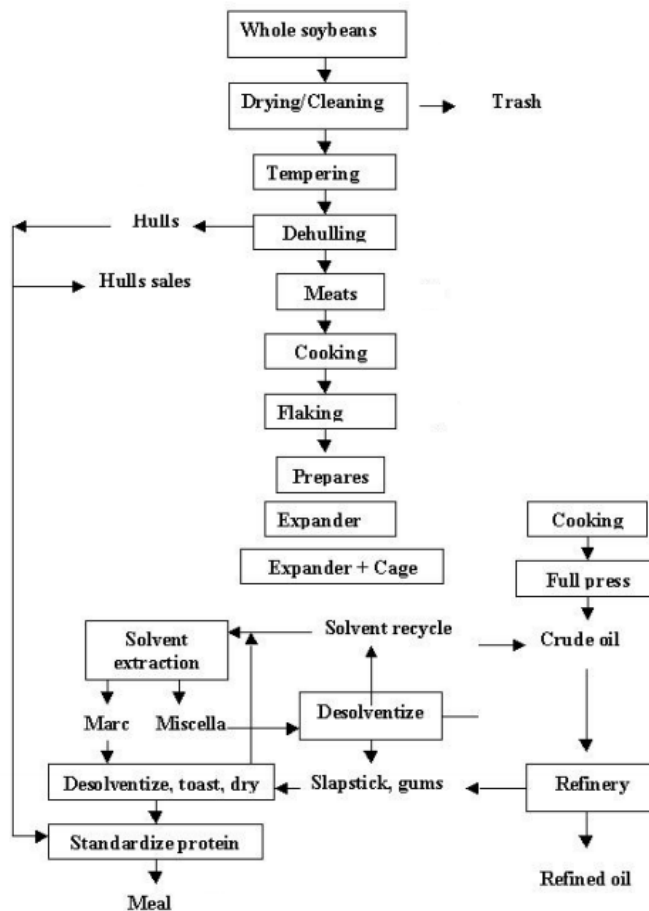 Whole soybeans
Drying/Cleaning
Trash
Tempering
Hulls
Dehulling
Hulls sales
Meats
Cooking
Flaking
Prepares
Expander
Cooking
Expander + Cage
Full press
Solvent
extraction
Solvent recycle
Crude oil
Marc
Miscella
Desolventize
Desolventize, toast, dry
Slapstick, gums
Refinery
Standardize protein
Refined oil
Meal